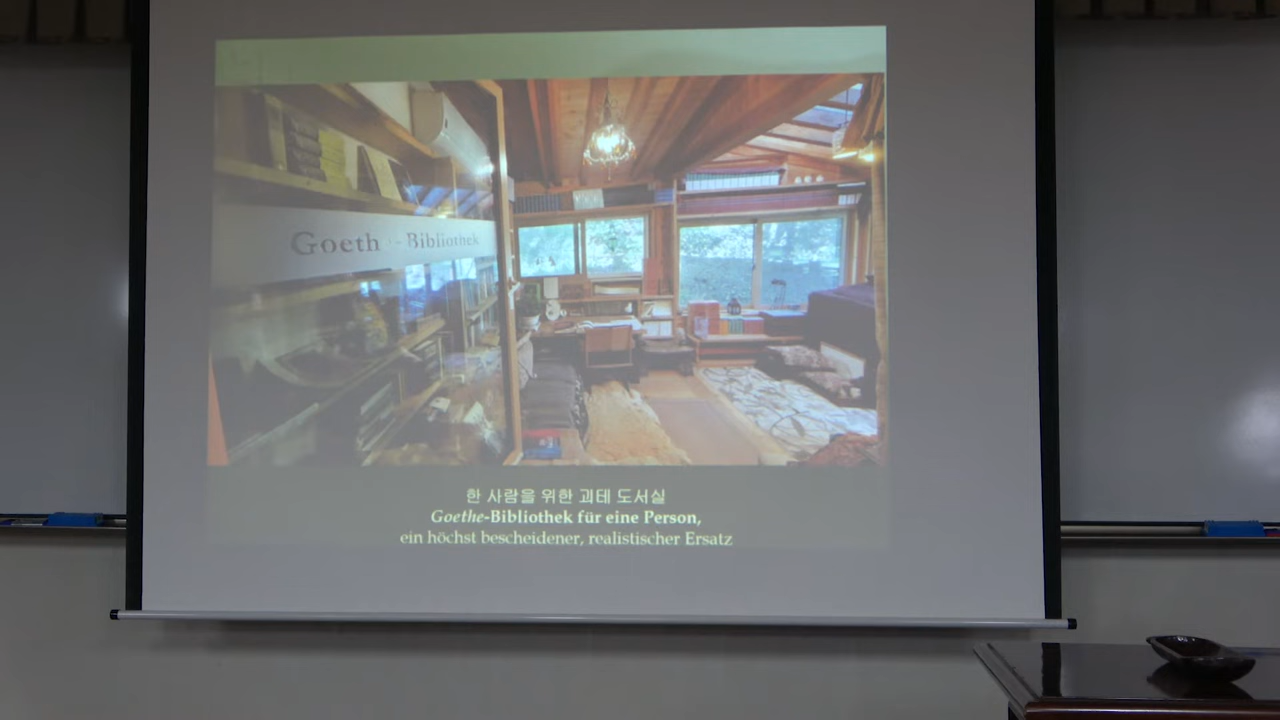 Goethe-Bibliothek
한 사람을 위한 괴테 도서실
Goethe-Bibliothek für eine Person,
ein höchst bescheidener, realistischer Ersatz